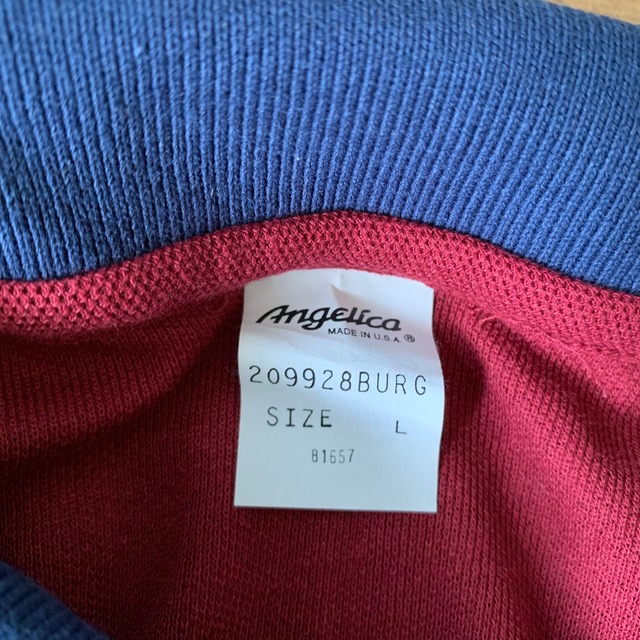 Angelica
MADE IN U.S.A. ®
209928BURG
SIZE L
81657